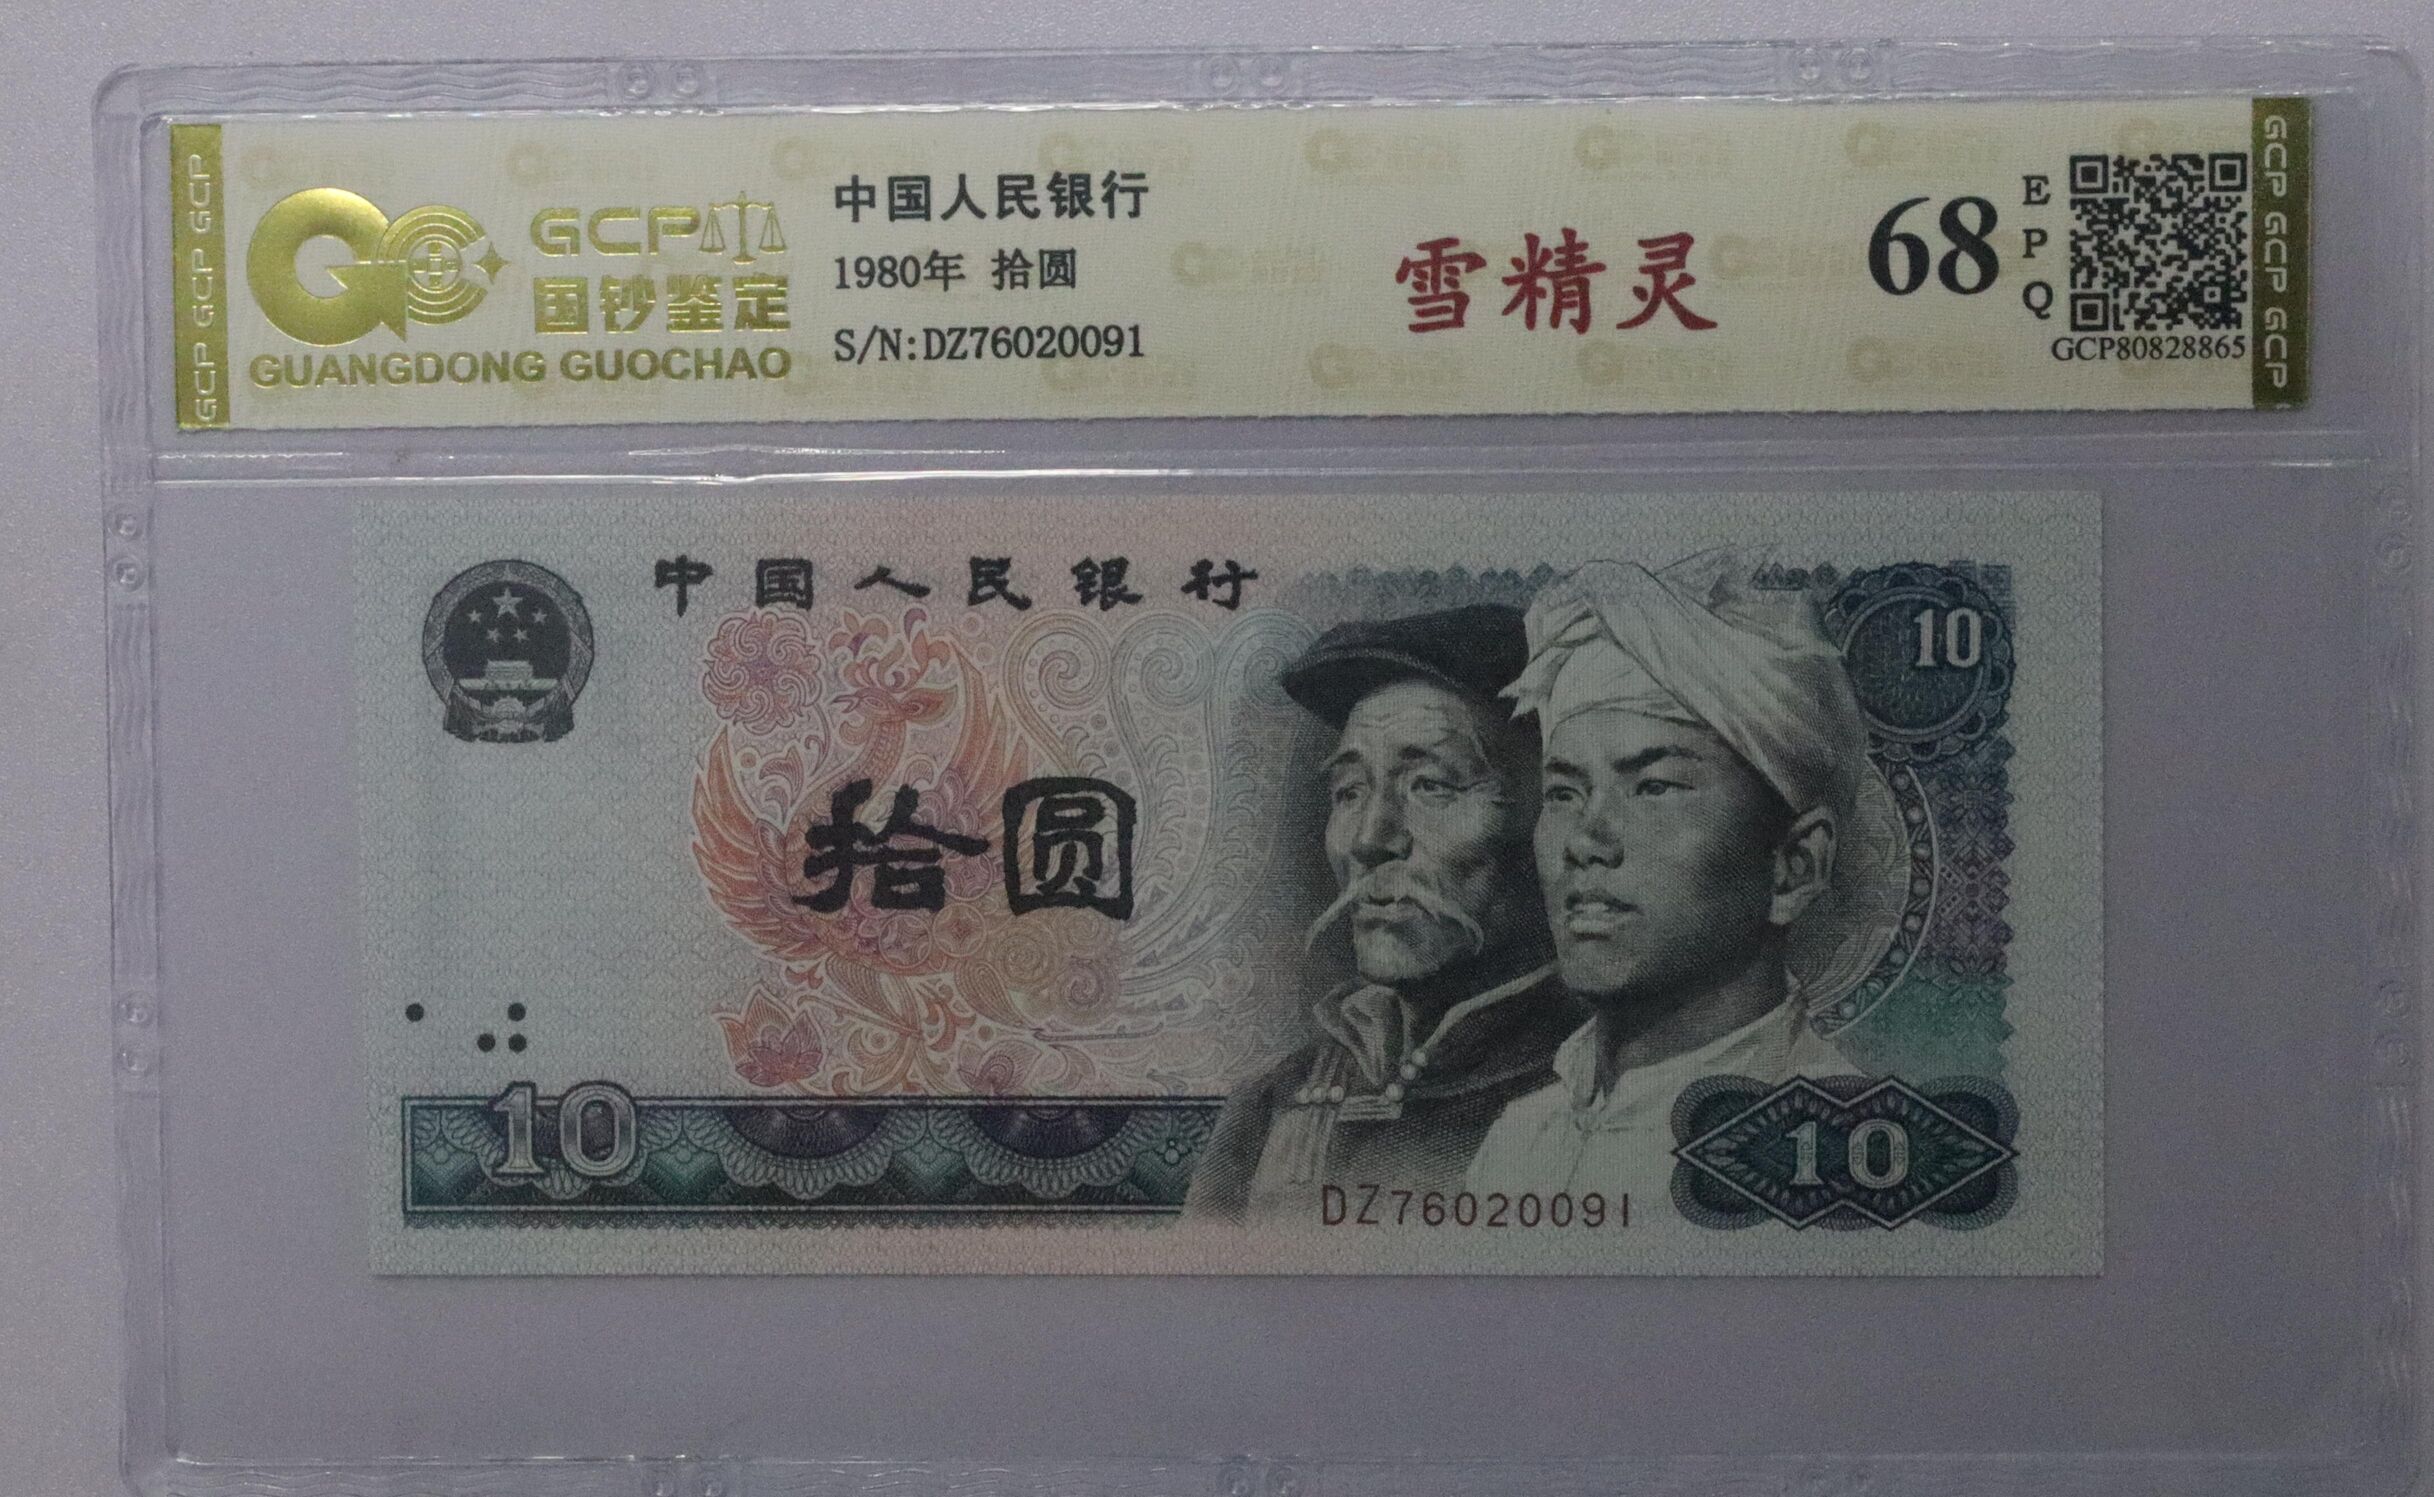 GCP GCP GCP
GCP
国钞鉴定
GUANGDONG GUOCHAO
中国人民银行
1980年 拾圆
S/N:DZ76020091
雪精灵
68
EPQ
GCP80828865
GCP GCP GCP
中国人民银行
10
拾圆
10
DZ76020091
10